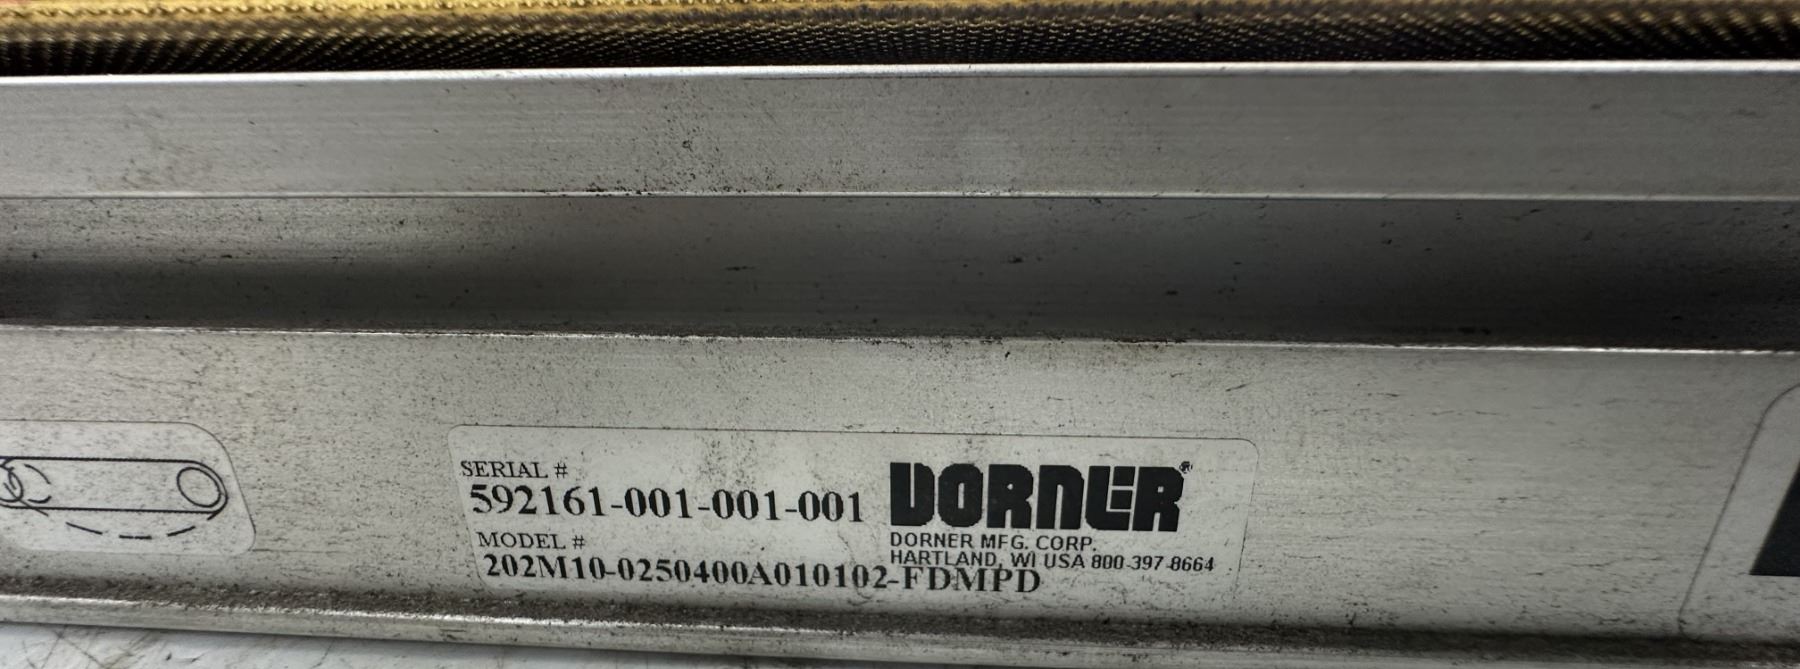 SERIAL #
592161-001-001-001
MODEL #
202M10-0250400A010102-FDMPD
DORNER®
DORNER MFG. CORP.
HARTLAND, WI USA 800-397-8664